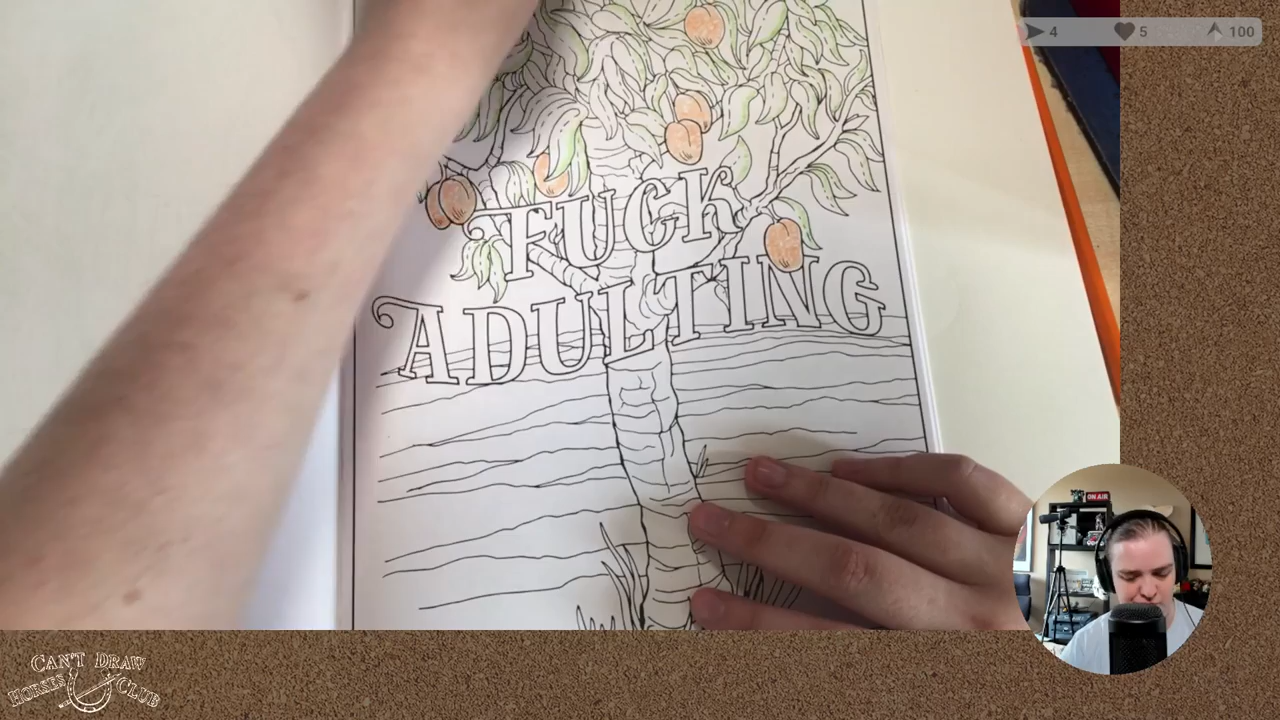 4 5 100
FUCK
ADULTING
ON AIR
CAN'T DRAW
HORSES CLUB